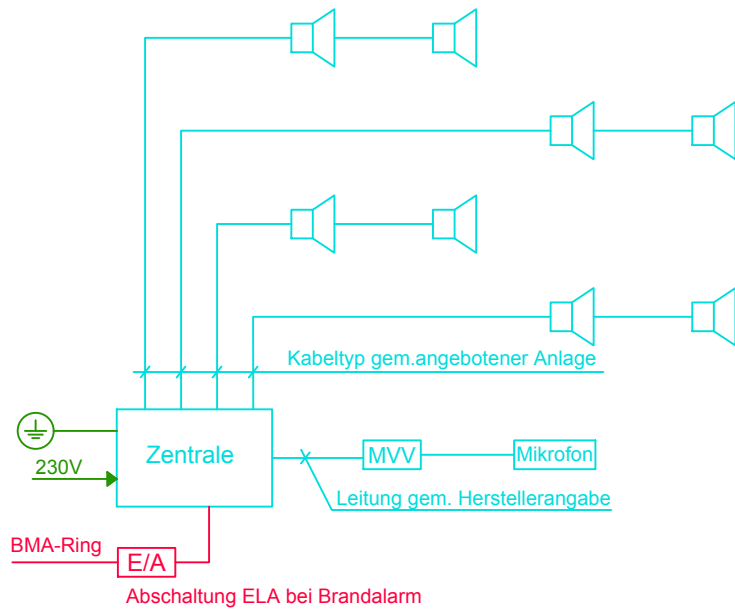 Kabeltyp gem.angebotener Anlage
Zentrale
230V
MVV
Mikrofon
Leitung gem. Herstellerangabe
BMA-Ring
E/A
Abschaltung ELA bei Brandalarm